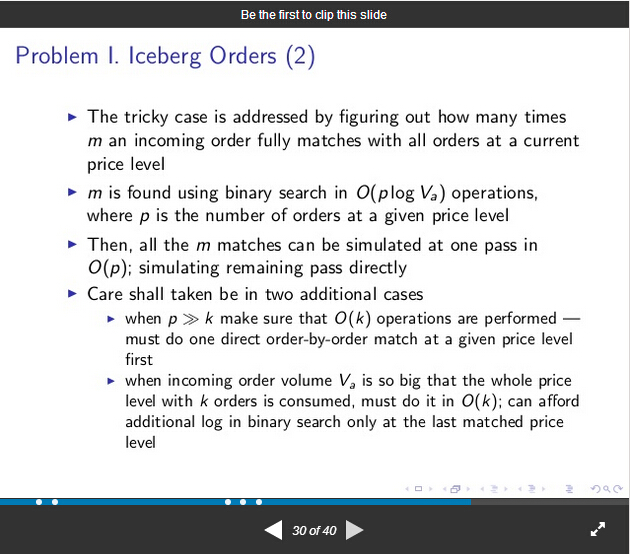 Be the first to clip this slide
Problem I. Iceberg Orders (2)
▶ The tricky case is addressed by figuring out how many times
m an incoming order fully matches with all orders at a current
price level
▶ m is found using binary search in O(p log Vₐ) operations,
where p is the number of orders at a given price level
▶ Then, all the m matches can be simulated at one pass in
O(p); simulating remaining pass directly
▶ Care shall taken be in two additional cases
▶ when p ≫ k make sure that O(k) operations are performed —
must do one direct order-by-order match at a given price level
first
▶ when incoming order volume Vₐ is so big that the whole price
level with k orders is consumed, must do it in O(k); can afford
additional log in binary search only at the last matched price
level
30 of 40